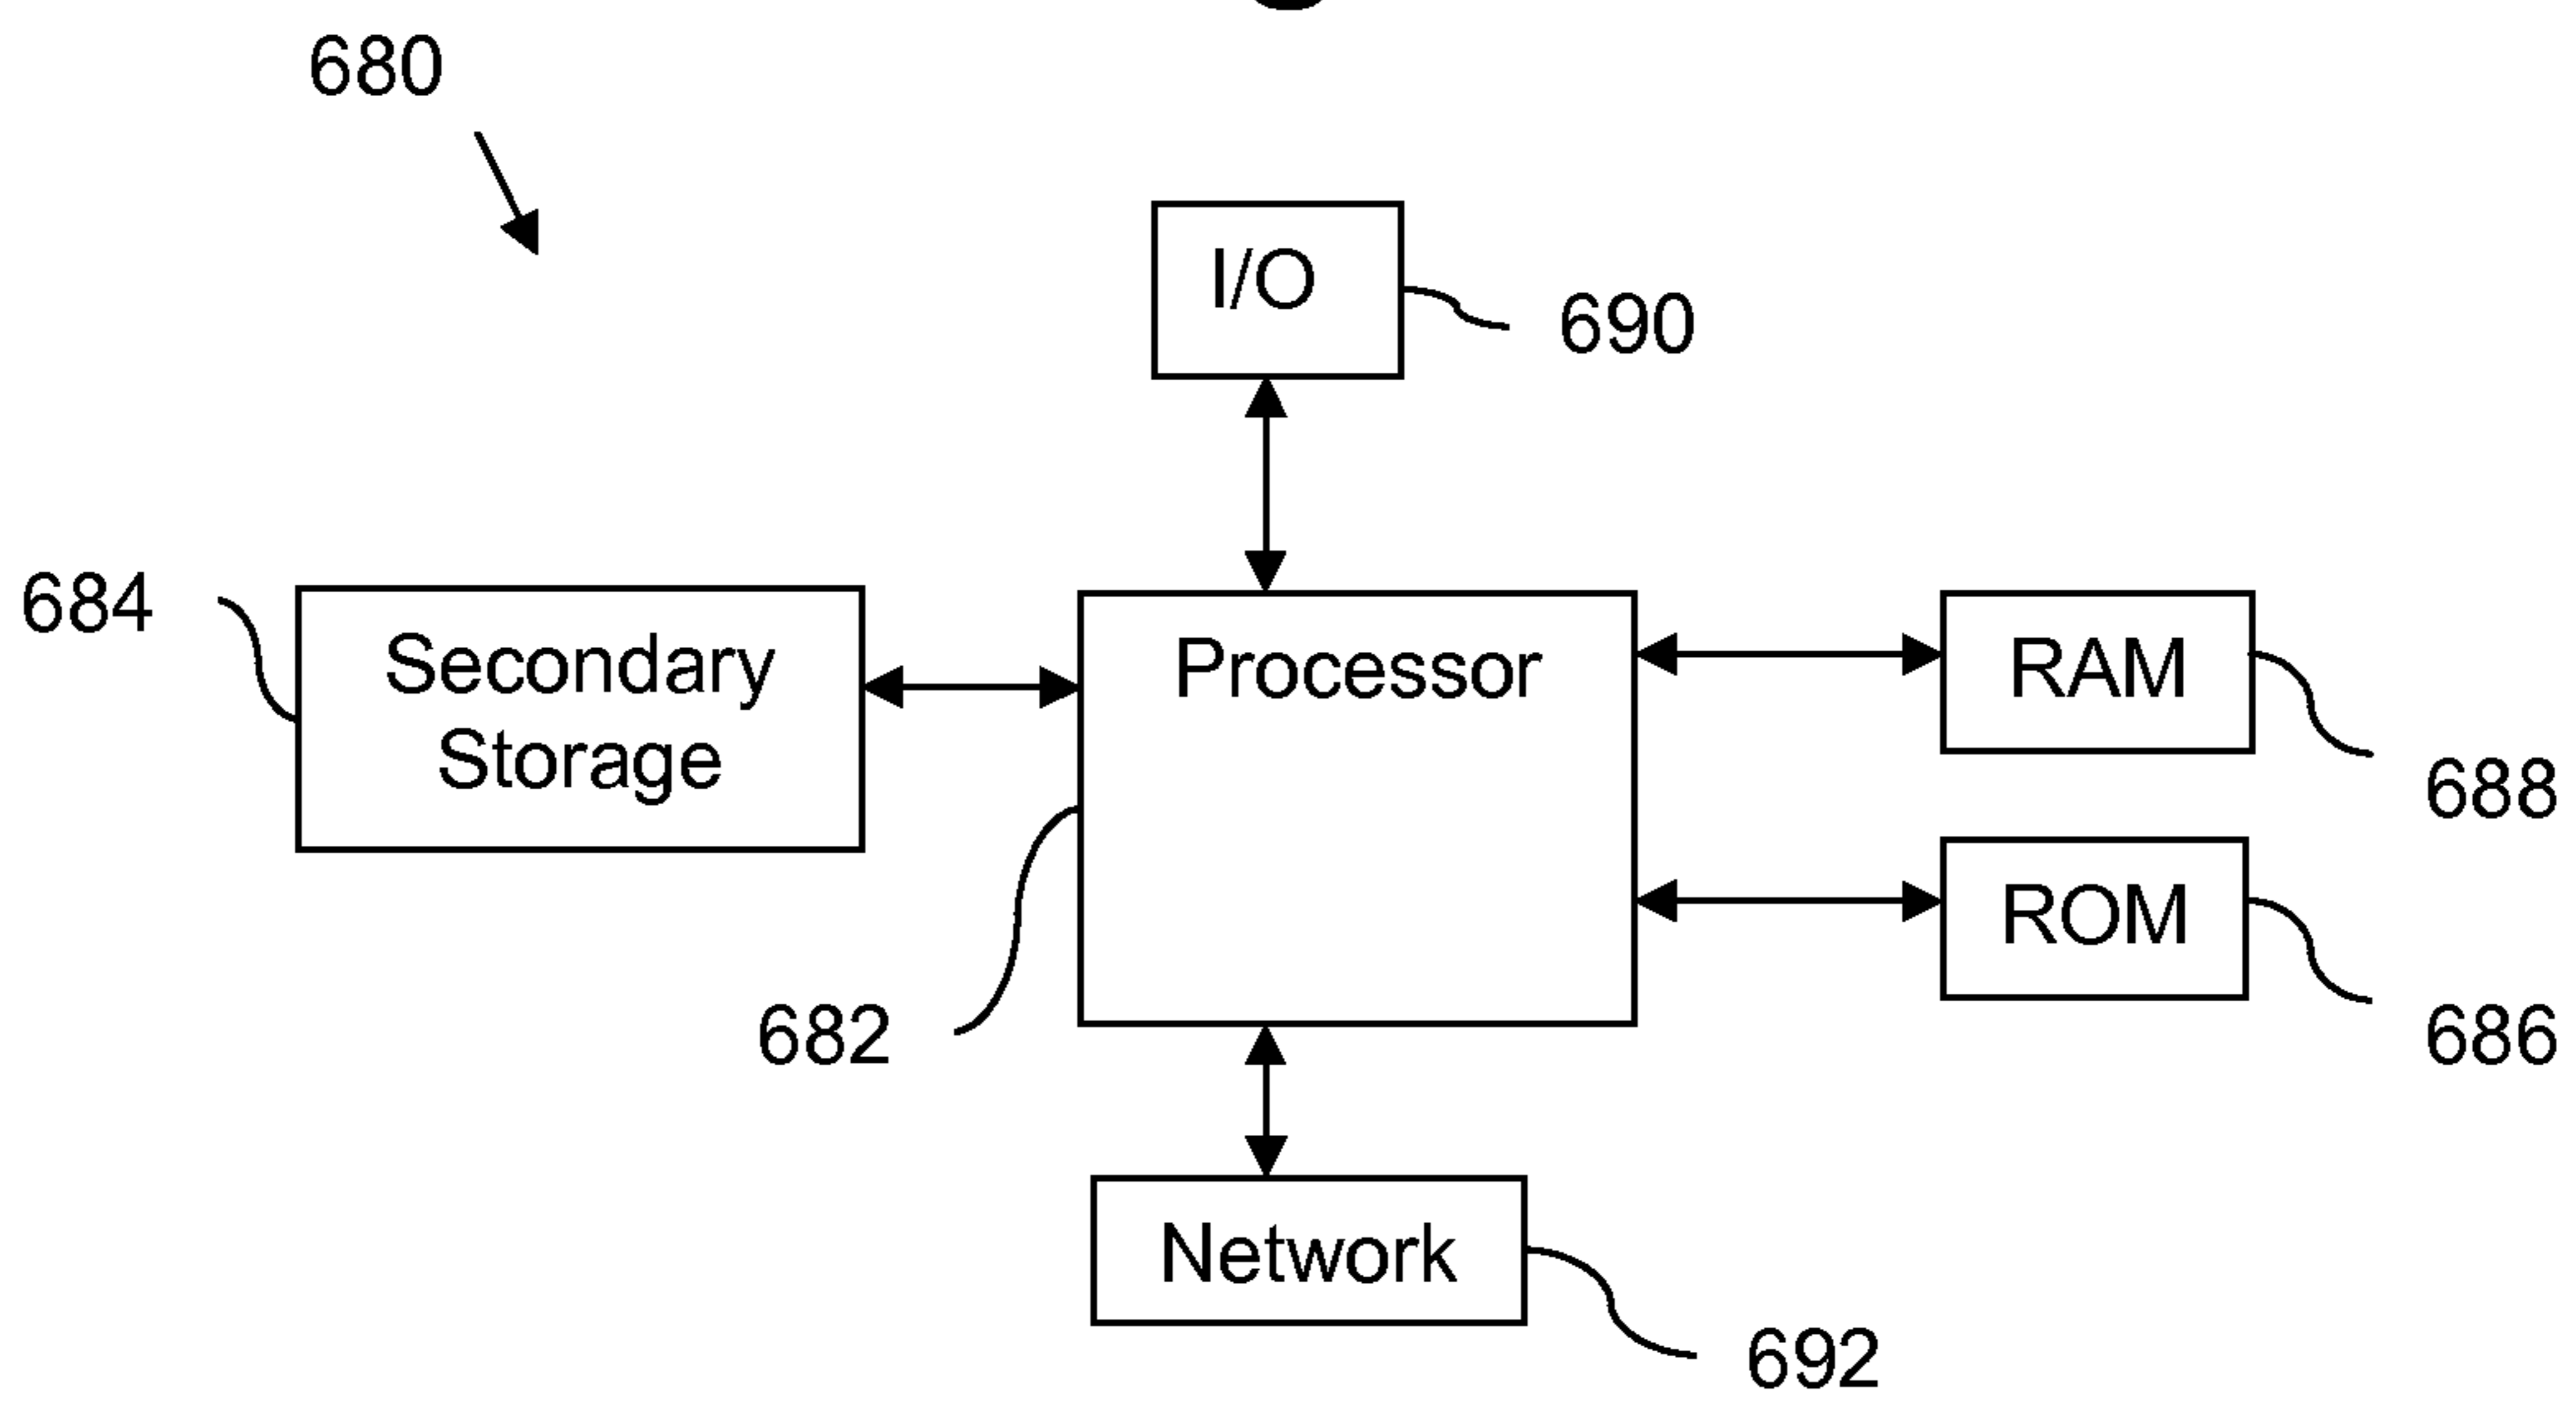 680
I/O
690
684
Secondary
Storage
Processor
RAM
688
682
ROM
686
Network
692